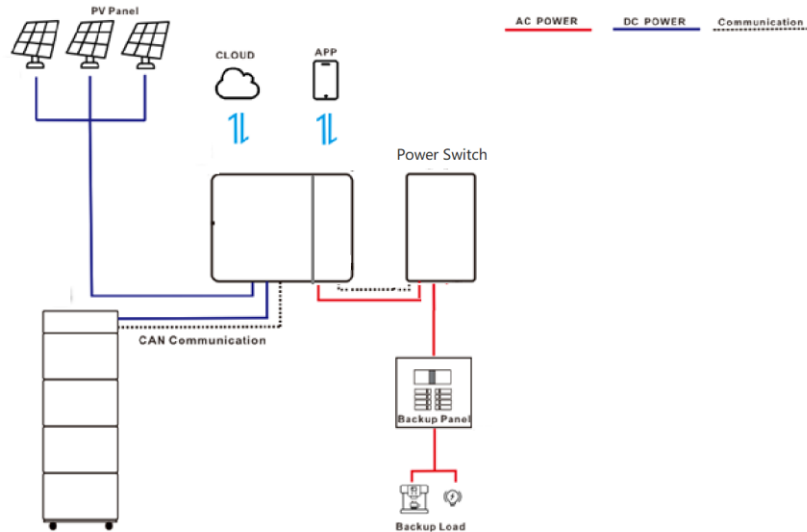 PV Panel
AC POWER
DC POWER
Communication
CLOUD
APP
Power Switch
CAN Communication
Backup Panel
Backup Load